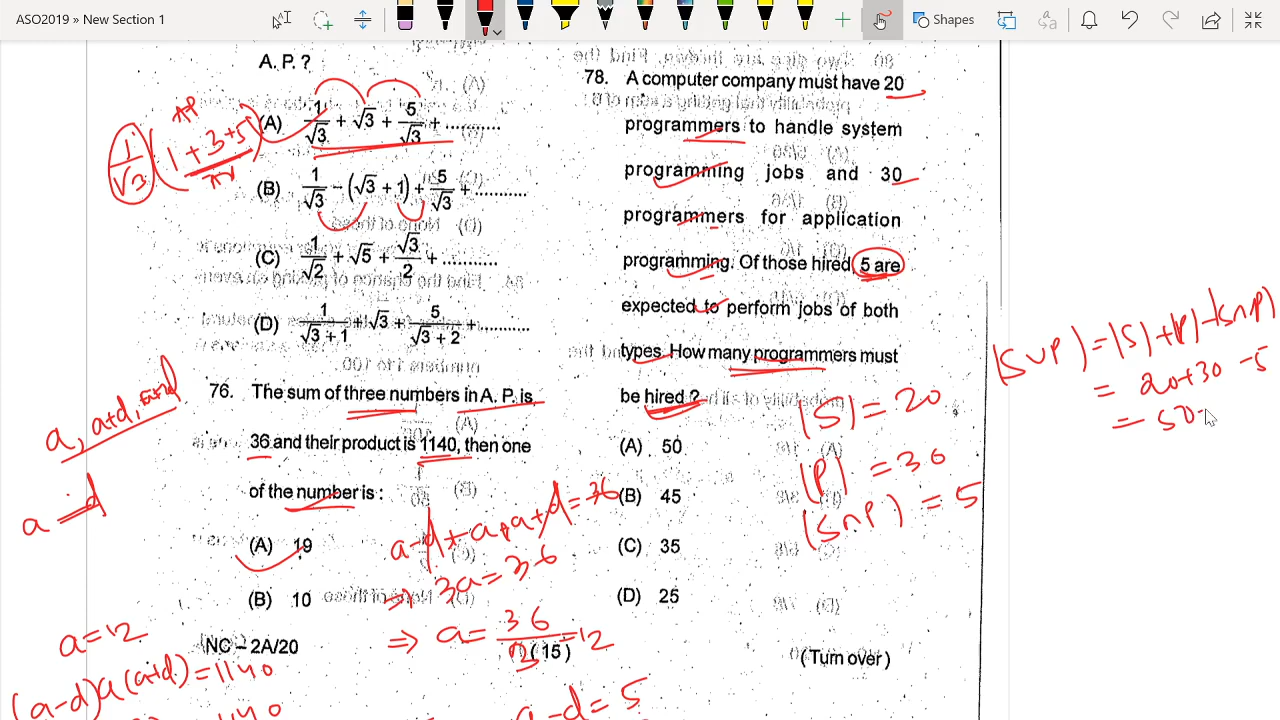 ASO2019 » New Section 1
Shapes
A. P. ?
(A) 1/√3 + √3 + 5/√3 + ..........
(B) 1/√3 − (√3 + 1) + 5/√3 + ..........
(C) 1/√2 + √5 + √3/2 + ..........
(D) 1/(√3 + 1) + √3 + 5/(√3 + 2) + ..........
AP
1/√3 (1 + 3 + 5)
76. The sum of three numbers in A. P. is
36 and their product is 1140, then one
of the number is :
(A) 19
(B) 10
NC – 2A/20
(15)
a, a+d,
a-d
a-d+a+a+d=36
⇒ 3a=36
⇒ a= 36/3 =12
a=12
(a-d)a(a+d)=1140
a-d= 5
78. A computer company must have 20
programmers to handle system
programming jobs and 30
programmers for application
programming. Of those hired 5 are
expected to perform jobs of both
types. How many programmers must
be hired ?
(A) 50
(B) 45
(C) 35
(D) 25
(Turn over)
|S| = 20
|P| = 30
(S∩P) = 5
(S∪P) = |S|+|P|-(S∩P)
= 20+30 -5
= 50-